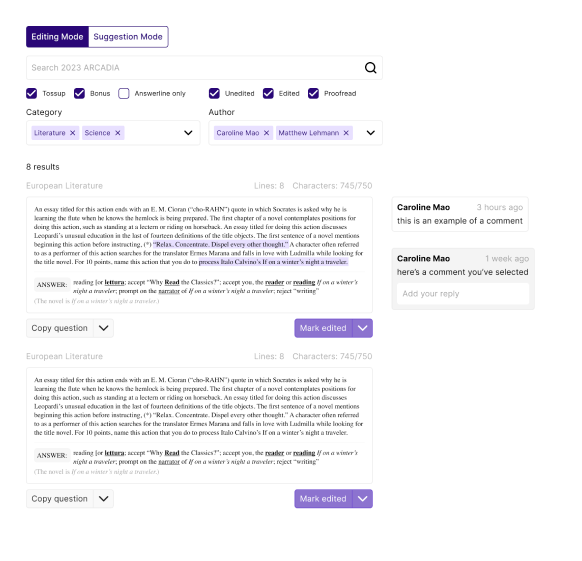 Editing Mode Suggestion Mode
Search 2023 ARCADIA
Tossup Bonus Answerline only Unedited Edited Proofread
Category Author
Literature × Science × Caroline Mao × Matthew Lehmann ×
8 results
European Literature Lines: 8 Characters: 745/750
An essay titled for this action ends with an E. M. Cioran (“cho-RAHN”) quote in which Socrates is asked why he is
learning the flute when he knows the hemlock is being prepared. The first chapter of a novel contemplates positions for
doing this action, such as standing at a lectern or riding on horseback. An essay titled for doing this action discusses
Leopardi’s unusual education in the last of fourteen definitions of the title objects. The first sentence of a novel mentions
beginning this action before instructing, (*) “Relax. Concentrate. Dispel every other thought.” A character often referred
to as a performer of this action searches for the translator Ermes Marana and falls in love with Ludmilla while looking for
the title novel. For 10 points, name this action that you do to process Italo Calvino’s If on a winter’s night a traveler.
ANSWER: reading [or lettura; accept “Why Read the Classics?”; accept you, the reader or reading If on a winter’s
night a traveler; prompt on the narrator of If on a winter’s night a traveler; reject “writing”
(The novel is If on a winter’s night a traveler.)
Copy question Mark edited
European Literature Lines: 8 Characters: 745/750
An essay titled for this action ends with an E. M. Cioran (“cho-RAHN”) quote in which Socrates is asked why he is
learning the flute when he knows the hemlock is being prepared. The first chapter of a novel contemplates positions for
doing this action, such as standing at a lectern or riding on horseback. An essay titled for doing this action discusses
Leopardi’s unusual education in the last of fourteen definitions of the title objects. The first sentence of a novel mentions
beginning this action before instructing, (*) “Relax. Concentrate. Dispel every other thought.” A character often referred
to as a performer of this action searches for the translator Ermes Marana and falls in love with Ludmilla while looking for
the title novel. For 10 points, name this action that you do to process Italo Calvino’s If on a winter’s night a traveler.
ANSWER: reading [or lettura; accept “Why Read the Classics?”; accept you, the reader or reading If on a winter’s
night a traveler; prompt on the narrator of If on a winter’s night a traveler; reject “writing”
(The novel is If on a winter’s night a traveler.)
Copy question Mark edited
Caroline Mao 3 hours ago
this is an example of a comment
Caroline Mao 1 week ago
here’s a comment you’ve selected
Add your reply